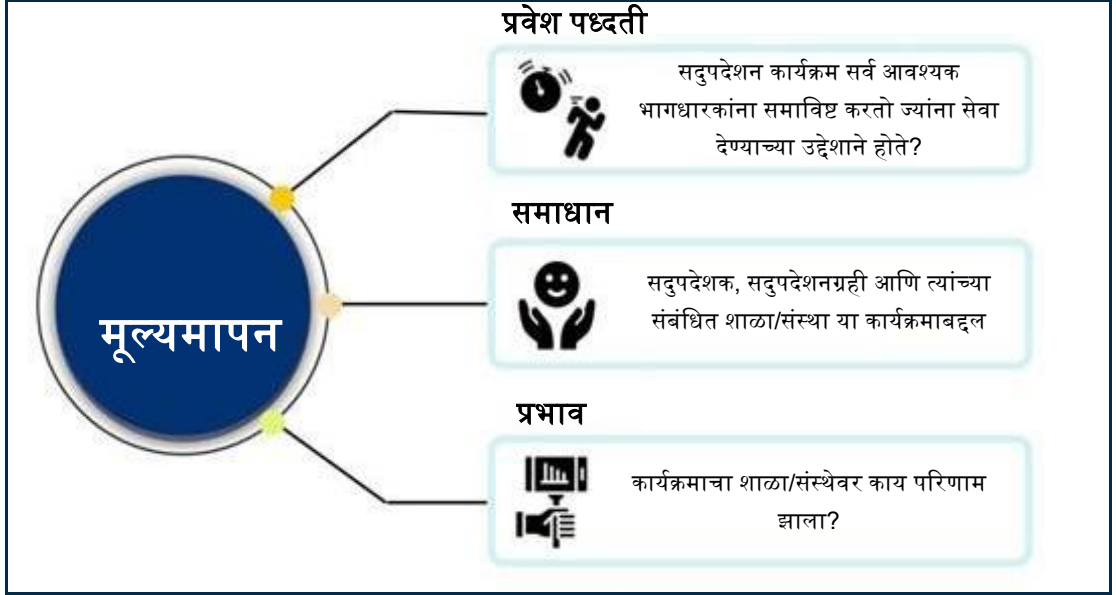 प्रवेश पध्दती
सदुपदेशन कार्यक्रम सर्व आवश्यक
भागधारकांना समाविष्ट करतो ज्यांना सेवा
देण्याच्या उद्देशाने होते?
समाधान
सदुपदेशक, सदुपदेशनग्रही आणि त्यांच्या
संबंधित शाळा/संस्था या कार्यक्रमाबद्दल
मूल्यमापन
प्रभाव
कार्यक्रमाचा शाळा/संस्थेवर काय परिणाम
झाला?